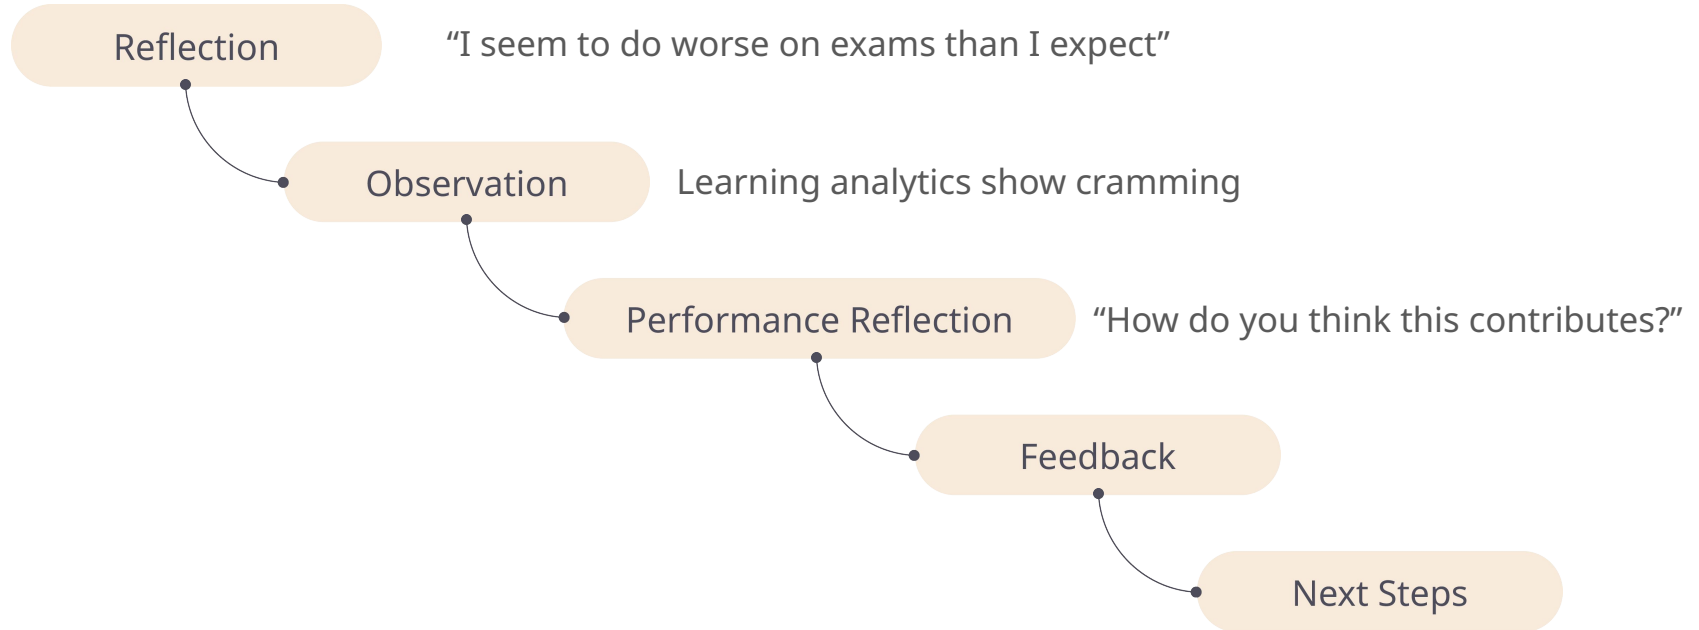 Reflection
“I seem to do worse on exams than I expect”
Observation
Learning analytics show cramming
Performance Reflection
“How do you think this contributes?”
Feedback
Next Steps